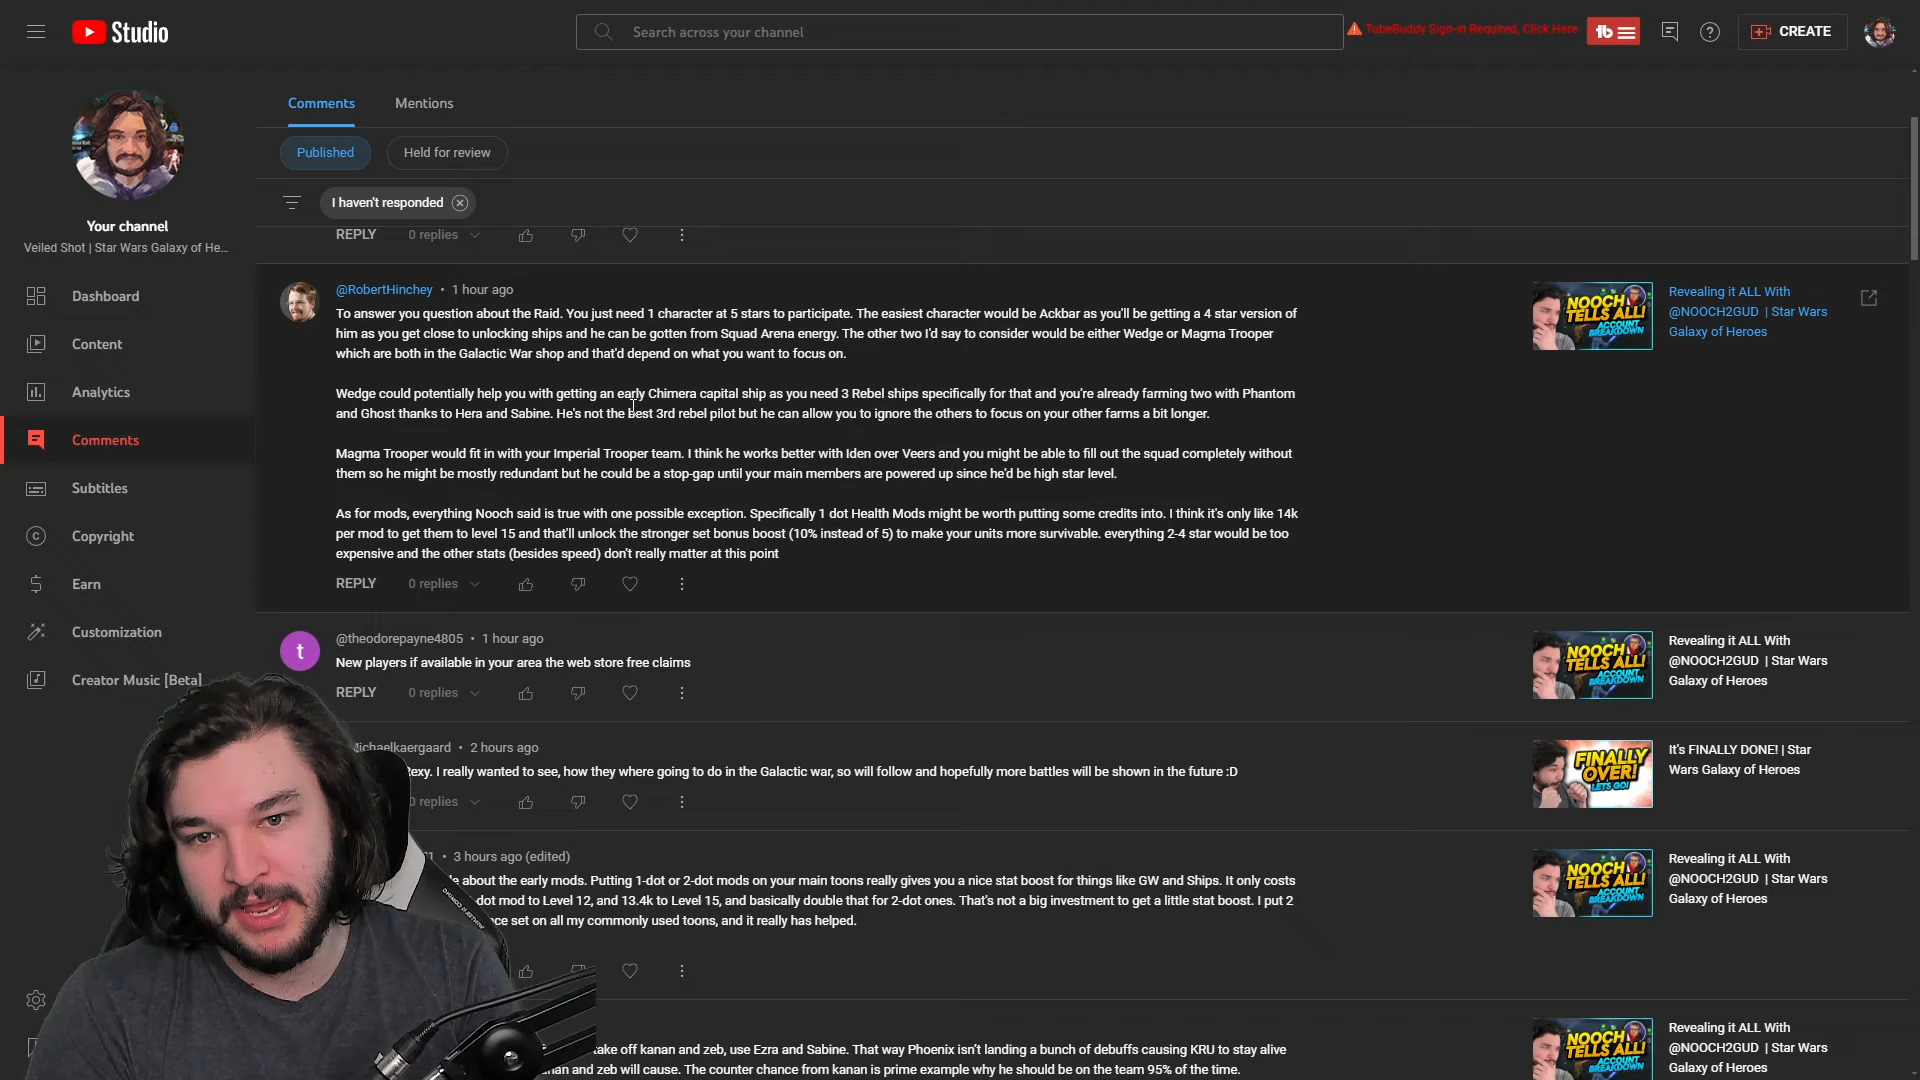 Studio
Search across your channel
TubeBuddy Sign-in Required, Click Here
tb
CREATE
Your channel
Veiled Shot | Star Wars Galaxy of He...
Dashboard
Content
Analytics
Comments
Subtitles
Copyright
Earn
Customization
Creator Music [Beta]
Comments
Mentions
Published
Held for review
I haven't responded
REPLY
0 replies
@RobertHinchey • 1 hour ago
To answer you question about the Raid. You just need 1 character at 5 stars to participate. The easiest character would be Ackbar as you'll be getting a 4 star version of
him as you get close to unlocking ships and he can be gotten from Squad Arena energy. The other two I'd say to consider would be either Wedge or Magma Trooper
which are both in the Galactic War shop and that'd depend on what you want to focus on.
Wedge could potentially help you with getting an early Chimera capital ship as you need 3 Rebel ships specifically for that and you're already farming two with Phantom
and Ghost thanks to Hera and Sabine. He's not the best 3rd rebel pilot but he can allow you to ignore the others to focus on your other farms a bit longer.
Magma Trooper would fit in with your Imperial Trooper team. I think he works better with Iden over Veers and you might be able to fill out the squad completely without
them so he might be mostly redundant but he could be a stop-gap until your main members are powered up since he'd be high star level.
As for mods, everything Nooch said is true with one possible exception. Specifically 1 dot Health Mods might be worth putting some credits into. I think it's only like 14k
per mod to get them to level 15 and that'll unlock the stronger set bonus boost (10% instead of 5) to make your units more survivable. everything 2-4 star would be too
expensive and the other stats (besides speed) don't really matter at this point
REPLY
0 replies
NOOCH
TELLS ALL!
ACCOUNT
BREAKDOWN
Revealing it ALL With
@NOOCH2GUD | Star Wars
Galaxy of Heroes
@theodorepayne4805 • 1 hour ago
New players if available in your area the web store free claims
REPLY
0 replies
NOOCH
TELLS ALL!
ACCOUNT
BREAKDOWN
Revealing it ALL With
@NOOCH2GUD | Star Wars
Galaxy of Heroes
ichaelkaergaard • 2 hours ago
exy. I really wanted to see, how they where going to do in the Galactic war, so will follow and hopefully more battles will be shown in the future :D
replies
FINALLY
OVER!
LETS GO!
It's FINALLY DONE! | Star
Wars Galaxy of Heroes
• 3 hours ago (edited)
about the early mods. Putting 1-dot or 2-dot mods on your main toons really gives you a nice stat boost for things like GW and Ships. It only costs
dot mod to Level 12, and 13.4k to Level 15, and basically double that for 2-dot ones. That's not a big investment to get a little stat boost. I put 2
set on all my commonly used toons, and it really has helped.
NOOCH
TELLS ALL!
ACCOUNT
BREAKDOWN
Revealing it ALL With
@NOOCH2GUD | Star Wars
Galaxy of Heroes
take off kanan and zeb, use Ezra and Sabine. That way Phoenix isn't landing a bunch of debuffs causing KRU to stay alive
and zeb will cause. The counter chance from kanan is prime example why he should be on the team 95% of the time.
NOOCH
TELLS ALL!
Revealing it ALL With
@NOOCH2GUD | Star Wars
Galaxy of Heroes